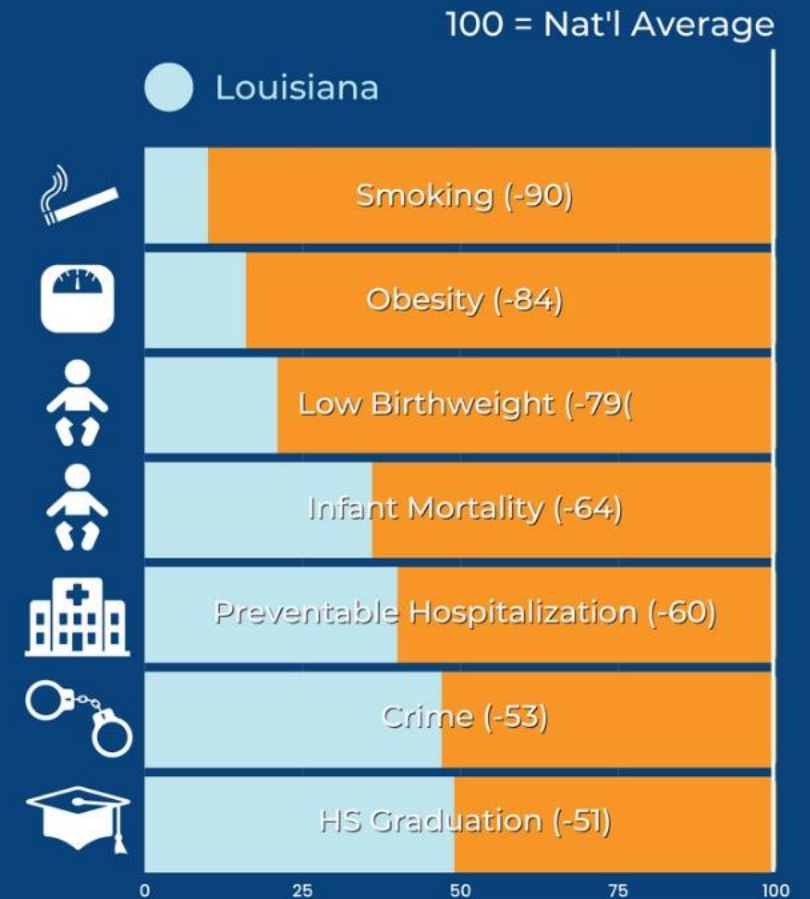 100 = Nat'l Average
Louisiana
Smoking (-90)
Obesity (-84)
Low Birthweight (-79(
Infant Mortality (-64)
Preventable Hospitalization (-60)
Crime (-53)
HS Graduation (-51)
0 25 50 75 100